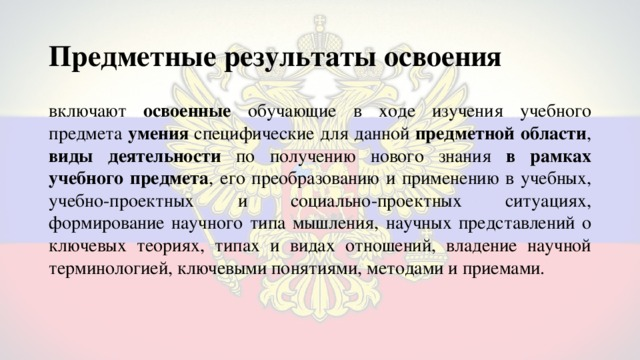 Предметные результаты освоения
включают освоенные обучающие в ходе изучения учебного
предмета умения специфические для данной предметной области,
виды деятельности по получению нового знания в рамках
учебного предмета, его преобразованию и применению в учебных,
учебно-проектных и социально-проектных ситуациях,
формирование научного типа мышления, научных представлений о
ключевых теориях, типах и видах отношений, владение научной
терминологией, ключевыми понятиями, методами и приемами.